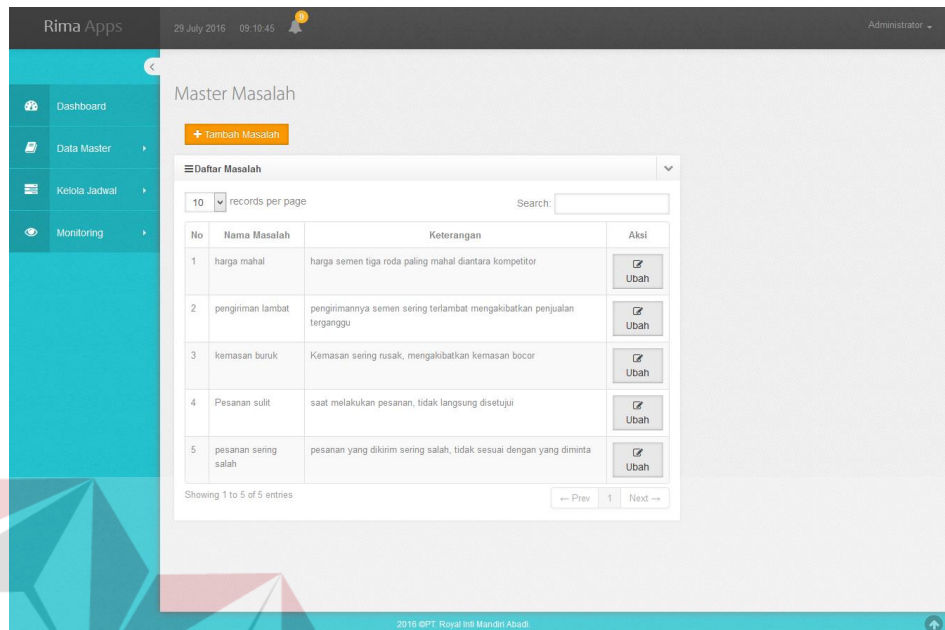 Rima Apps
29 July 2016 09:10:45 9 Administrator
Dashboard
Data Master
Kelola Jadwal
Monitoring
Master Masalah
+ Tambah Masalah
Daftar Masalah
10 records per page Search:
No Nama Masalah Keterangan Aksi
1 harga mahal harga semen tiga roda paling mahal diantara kompetitor Ubah
2 pengiriman lambat pengirimannya semen sering terlambat mengakibatkan penjualan
terganggu Ubah
3 kemasan buruk Kemasan sering rusak, mengakibatkan kemasan bocor Ubah
4 Pesanan sulit saat melakukan pesanan, tidak langsung disetujui Ubah
5 pesanan sering
salah pesanan yang dikirim sering salah, tidak sesuai dengan yang diminta Ubah
Showing 1 to 5 of 5 entries ← Prev 1 Next →
2016 ©PT. Royal Inti Mandiri Abadi.